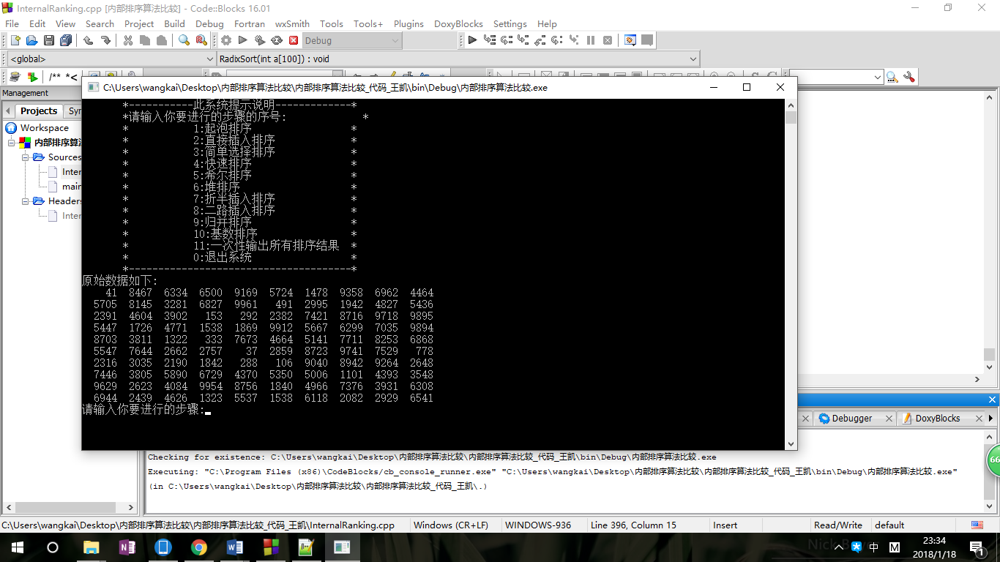 InternalRanking.cpp [内部排序算法比较] - Code::Blocks 16.01
File Edit View Search Project Build Debug Fortran wxSmith Tools Tools+ Plugins DoxyBlocks Settings Help
Debug
<global> RadixSort(int a[100]) : void
/** *<
Management
Projects
Workspace
内部排序算
Sources
Inter
main
Headers
Inter
C:\Users\wangkai\Desktop\内部排序算法比较\内部排序算法比较_代码_王凯\bin\Debug\内部排序算法比较.exe
*-----------此系统提示说明-------------*
*请输入你要进行的步骤的序号: *
* 1:起泡排序 *
* 2:直接插入排序 *
* 3:简单选择排序 *
* 4:快速排序 *
* 5:希尔排序 *
* 6:堆排序 *
* 7:折半插入排序 *
* 8:二路插入排序 *
* 9:归并排序 *
* 10:基数排序 *
* 11:一次性输出所有排序结果 *
* 0:退出系统 *
*--------------------------------------*
原始数据如下:
41 8467 6334 6500 9169 5724 1478 9358 6962 4464
5705 8145 3281 6827 9961 491 2995 1942 4827 5436
2391 4604 3902 153 292 2382 7421 8716 9718 9895
5447 1726 4771 1538 1869 9912 5667 6299 7035 9894
8703 3811 1322 333 7673 4664 5141 7711 8253 6868
5547 7644 2662 2757 37 2859 8723 9741 7529 778
2316 3035 2190 1842 288 106 9040 8942 9264 2648
7446 3805 5890 6729 4370 5350 5006 1101 4393 3548
9629 2623 4084 9954 8756 1840 4966 7376 3931 6308
6944 2439 4626 1323 5537 1538 6118 2082 2929 6541
请输入你要进行的步骤:
Debugger DoxyBlocks
Checking for existence: C:\Users\wangkai\Desktop\内部排序算法比较\内部排序算法比较_代码_王凯\bin\Debug\内部排序算法比较.exe
Executing: "C:\Program Files (x86)\CodeBlocks/cb_console_runner.exe" "C:\Users\wangkai\Desktop\内部排序算法比较\内部排序算法比较_代码_王凯\bin\Debug\内部排序算法比较.exe"
(in C:\Users\wangkai\Desktop\内部排序算法比较\内部排序算法比较_代码_王凯\.)
66
C:\Users\wangkai\Desktop\内部排序算法比较\内部排序算法比较_代码_王凯\InternalRanking.cpp Windows (CR+LF) WINDOWS-936 Line 396, Column 15 Insert Read/Write default
中 M
23:34
2018/1/18
1